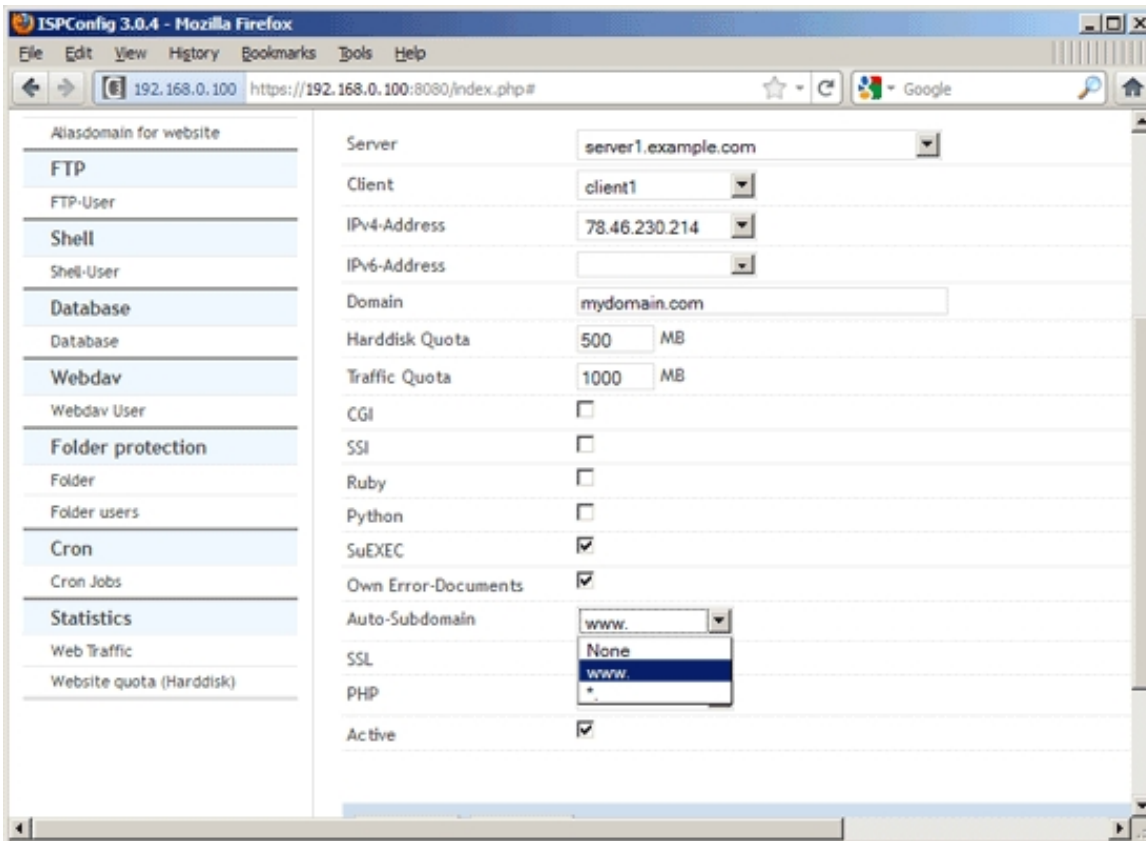 ISPConfig 3.0.4 - Mozilla Firefox
File Edit View History Bookmarks Tools Help
192.168.0.100 https://192.168.0.100:8080/index.php# Google
Aliasdomain for website
FTP
FTP-User
Shell
Shell-User
Database
Database
Webdav
Webdav User
Folder protection
Folder
Folder users
Cron
Cron Jobs
Statistics
Web Traffic
Website quota (Harddisk)
Server server1.example.com
Client client1
IPv4-Address 78.46.230.214
IPv6-Address
Domain mydomain.com
Harddisk Quota 500 MB
Traffic Quota 1000 MB
CGI
SSI
Ruby
Python
SuEXEC
Own Error-Documents
Auto-Subdomain www.
None
SSL
www.
PHP
*.
Active